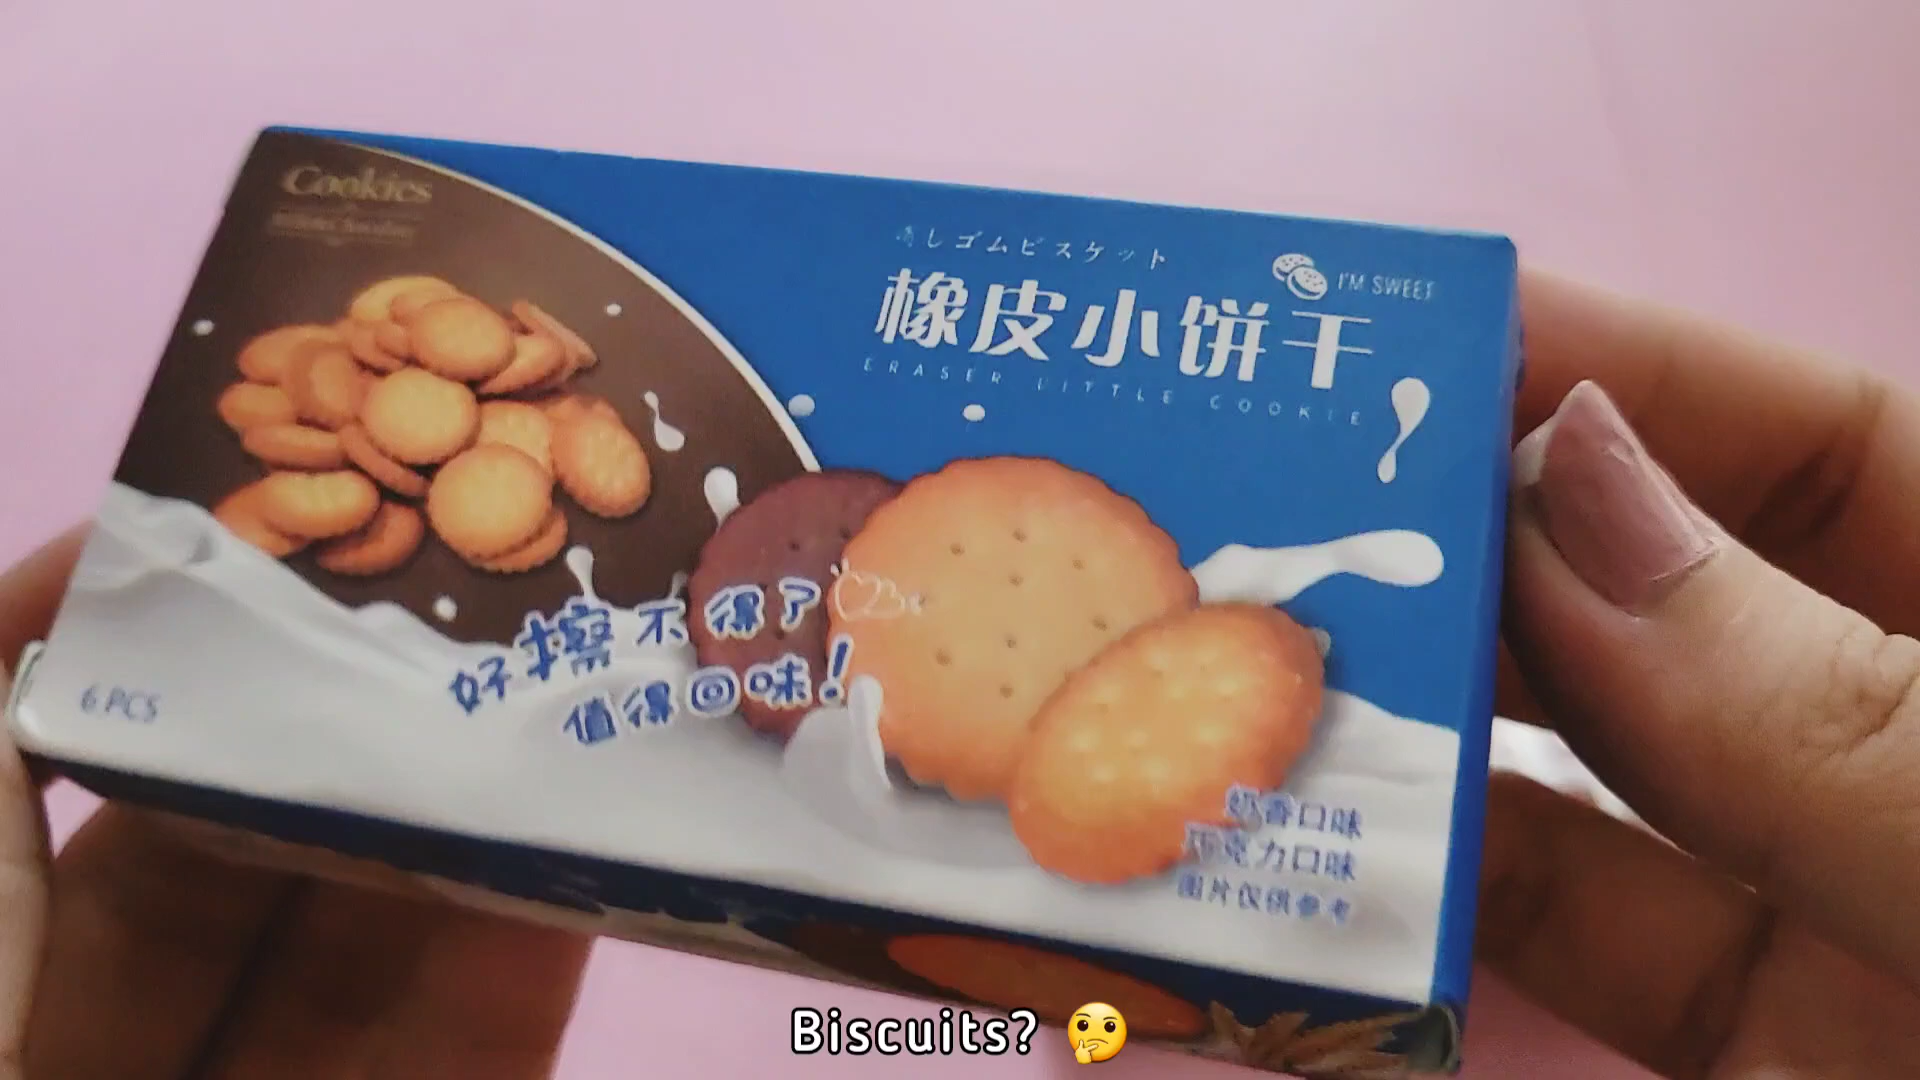 Cookies
消しゴムビスケット
I'M SWEET
橡皮小饼干
ERASER LITTLE COOKIE
好擦不得了
值得回味!
6 PCS
奶香口味
巧克力口味
图片仅供参考
Biscuits? 🤔